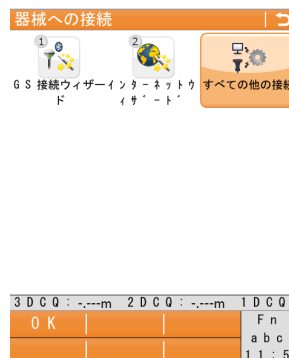 器械への接続
1
2
GS 接続ウィザー
ド
インターネットウ
ィザート゛
すべての他の接続
3DCQ:-.---m 2DCQ:-.---m 1DCQ
OK
Fn
abc
11:5